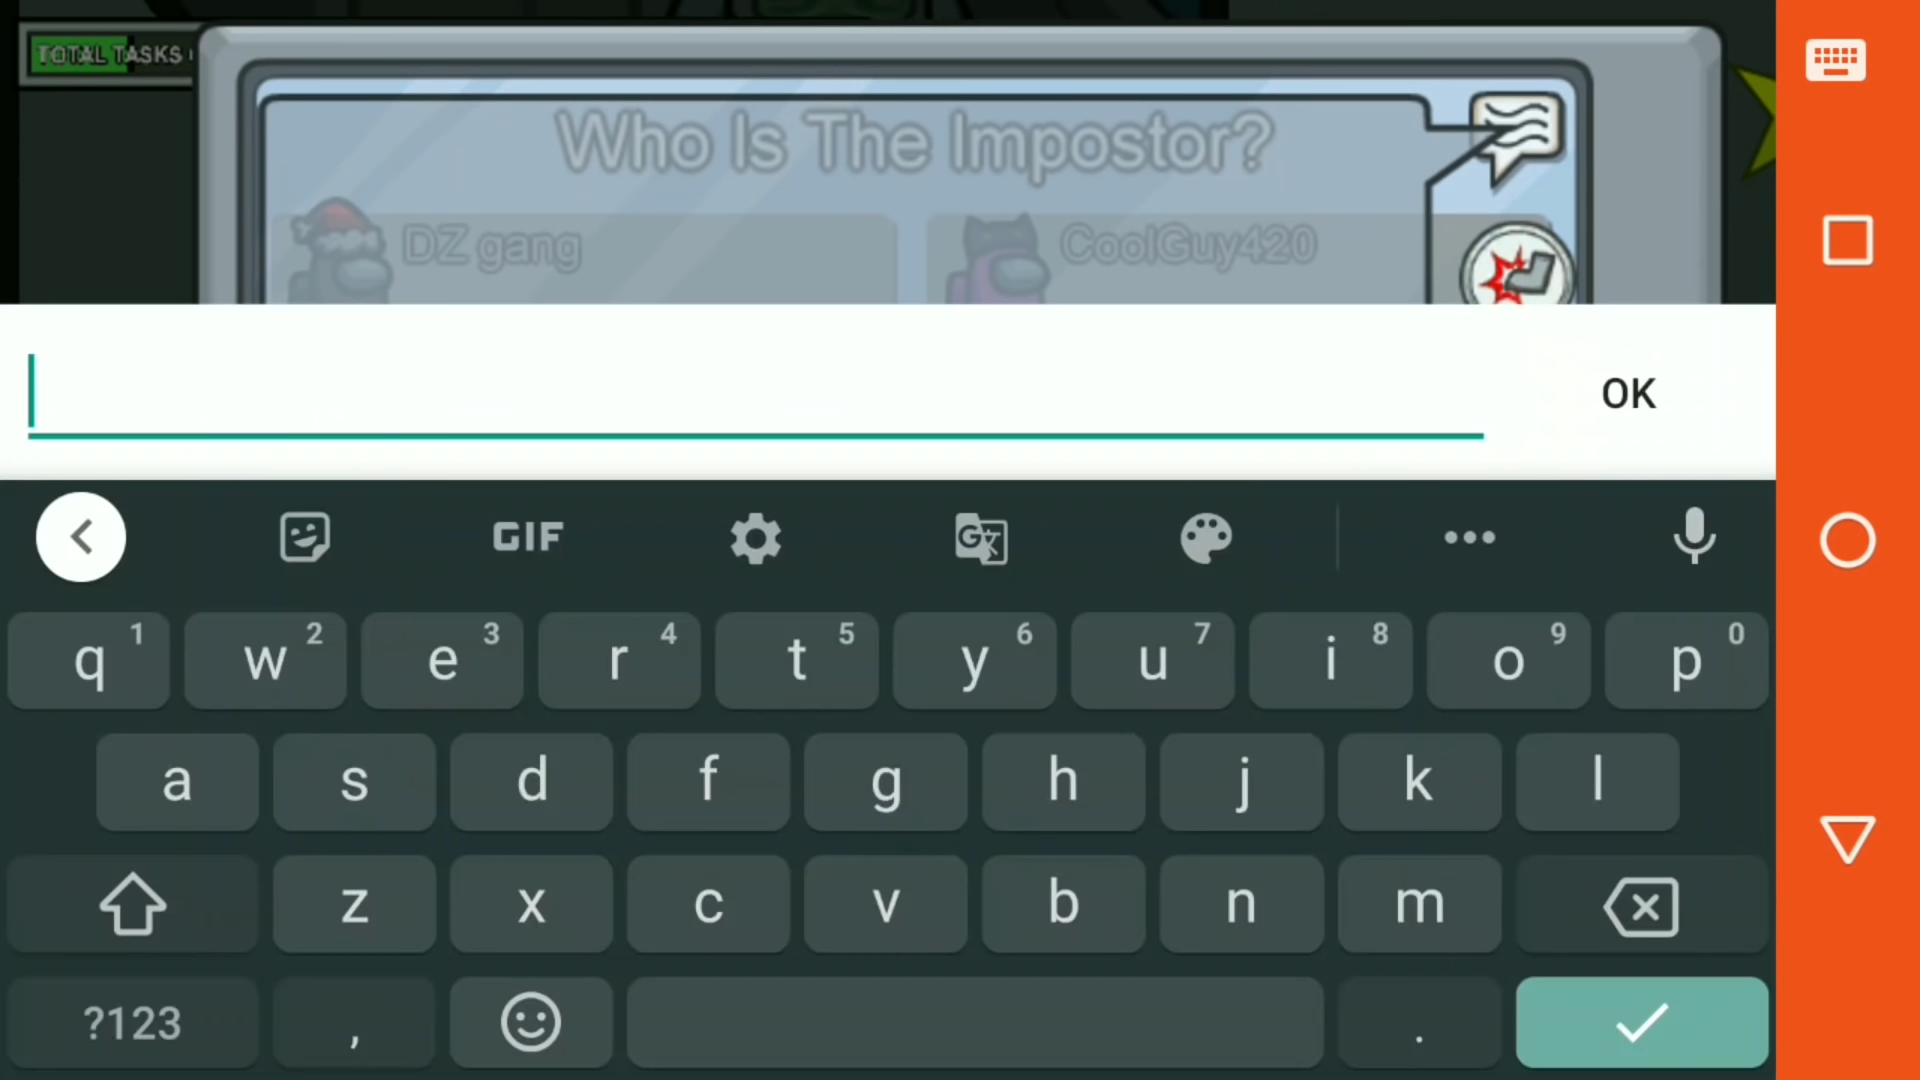 TOTAL TASKS
Who Is The Impostor?
DZ gang
CoolGuy420
OK
GIF
G
q 1 w 2 e 3 r 4 t 5 y 6 u 7 i 8 o 9 p 0
a s d f g h j k l
z x c v b n m
?123 , .